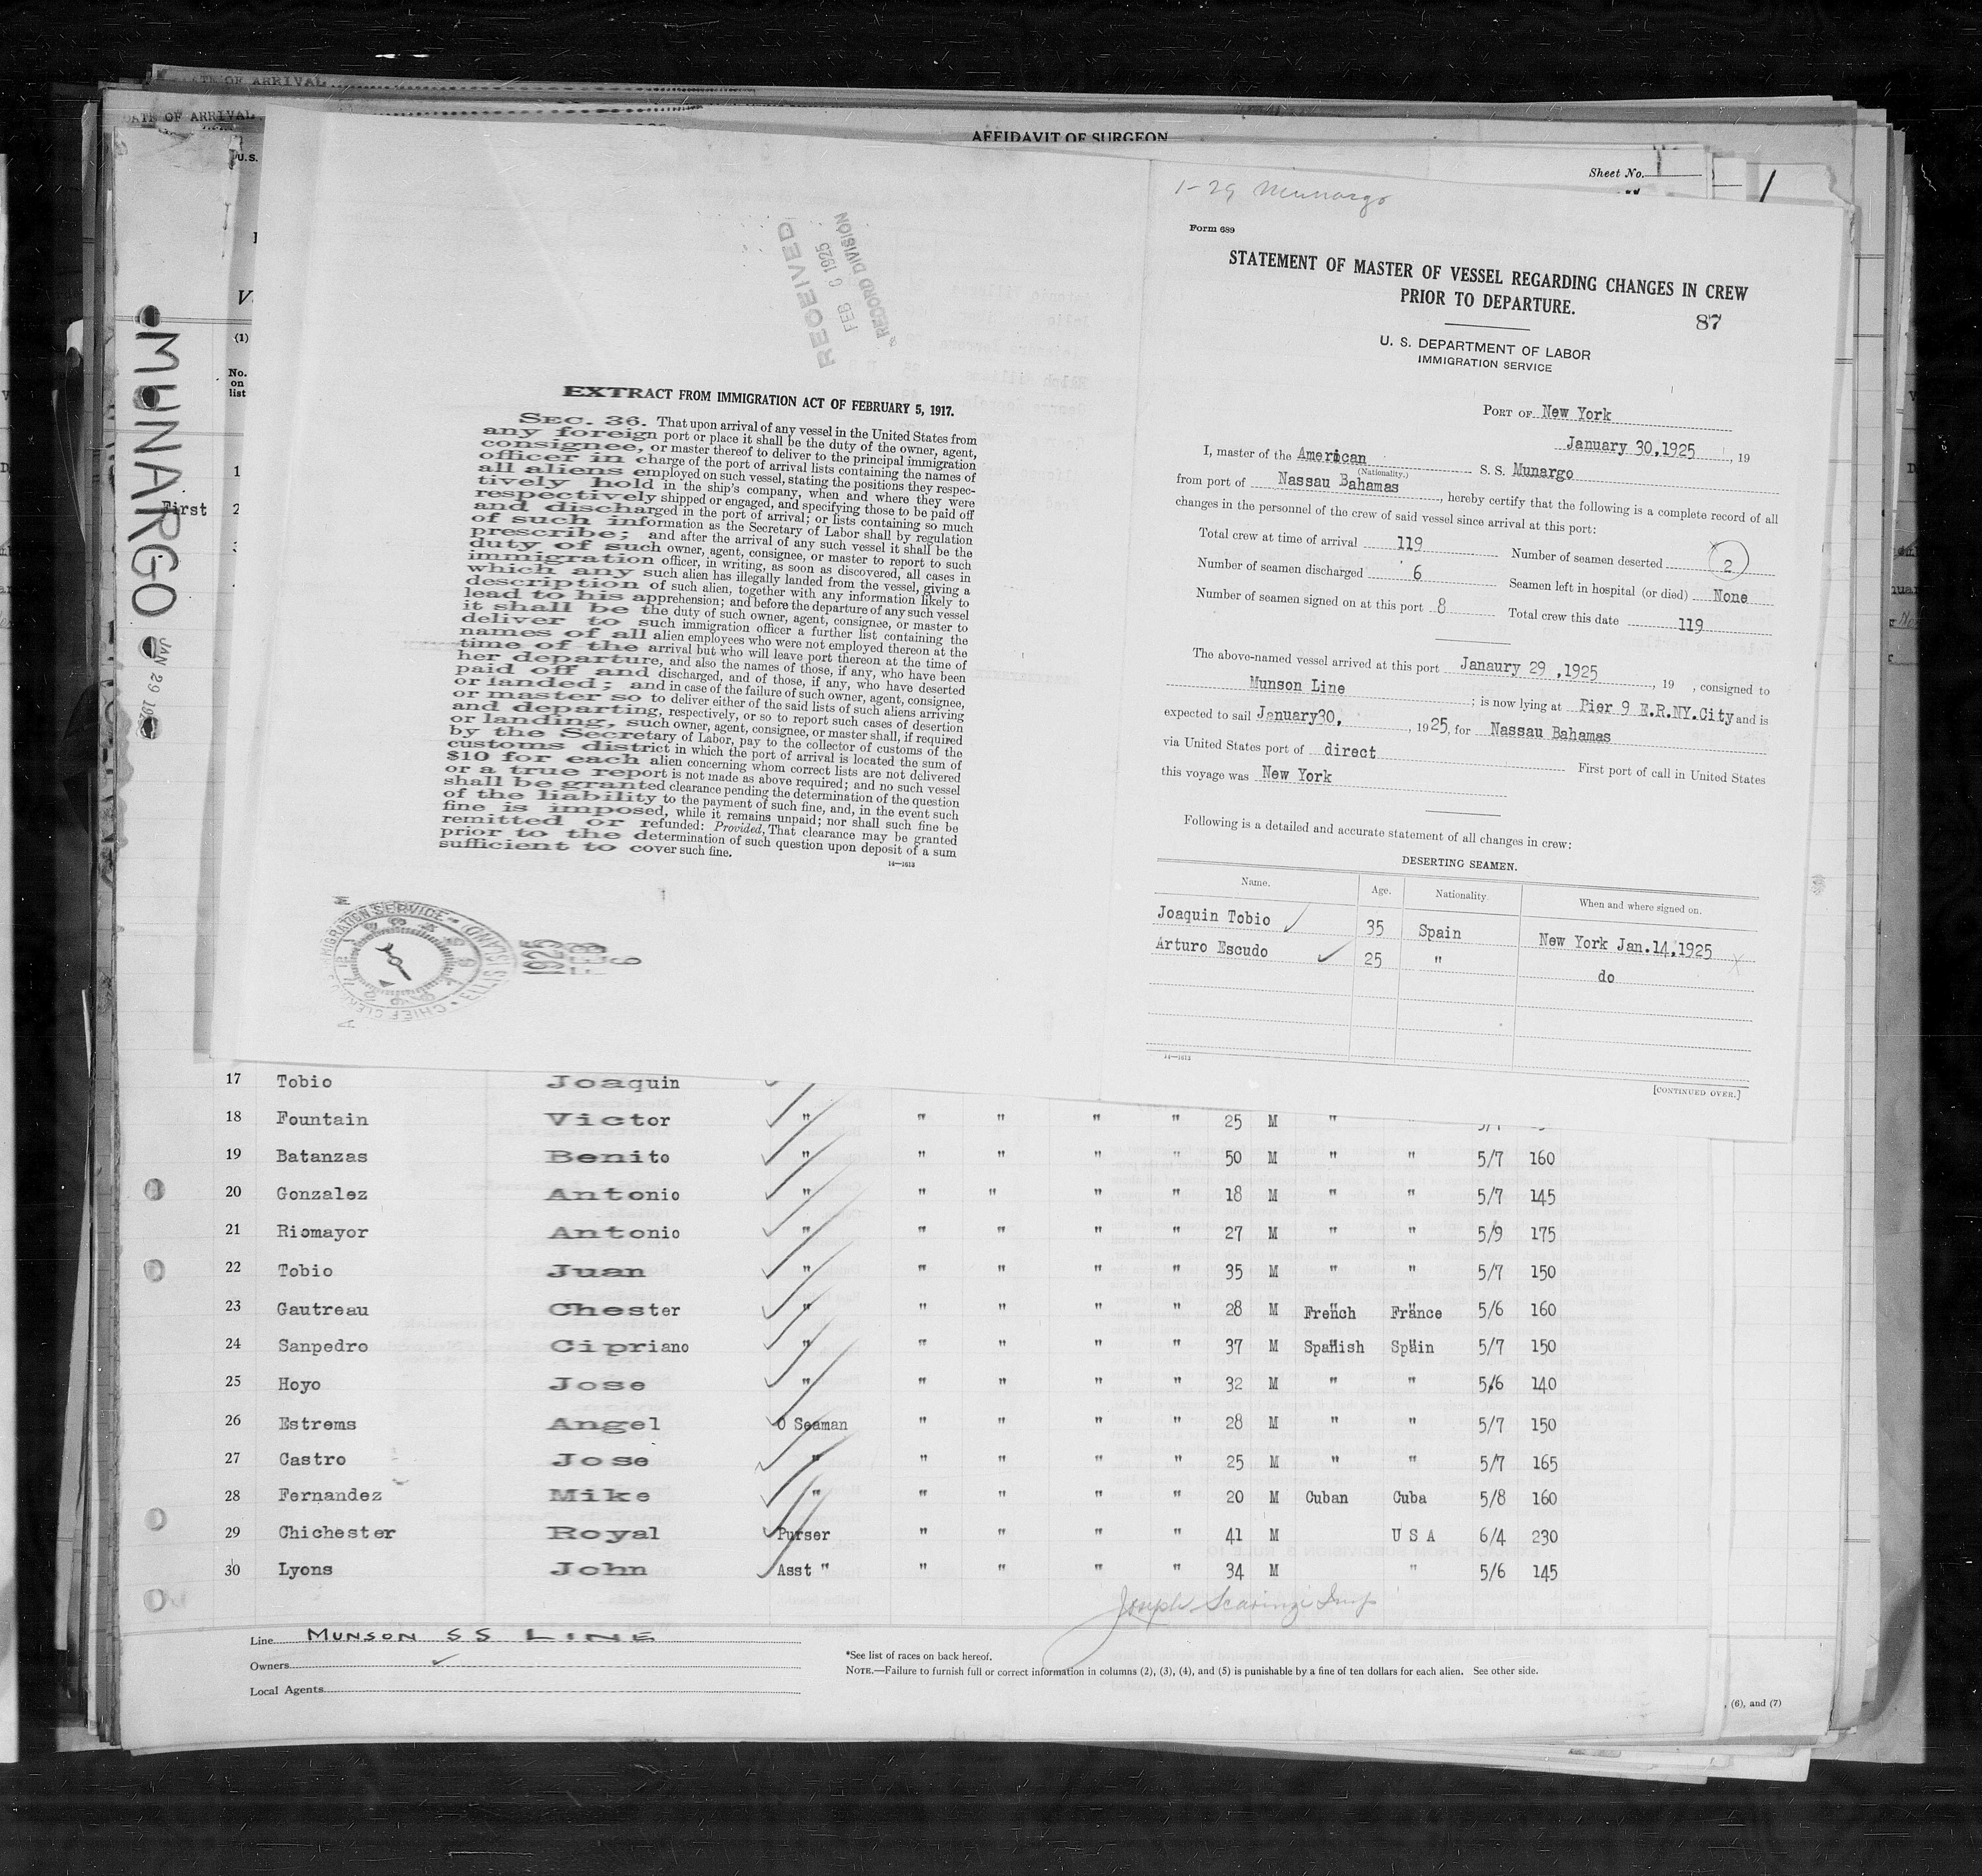 DATE OF ARRIVAL
DATE OF ARRIVAL
AFFIDAVIT OF SURGEON
U.S.
Sheet No.
(1)
No.
on
list
1
First 2
MUNARGO
JAN 29
RECEIVED
FEB 6 1925
RECORD DIVISION
EXTRACT FROM IMMIGRATION ACT OF FEBRUARY 5, 1917.
SEC. 36. That upon arrival of any vessel in the United States from
any foreign port or place it shall be the duty of the owner, agent,
consignee, or master thereof to deliver to the principal immigration
officer in charge of the port of arrival lists containing the names of
all aliens employed on such vessel, stating the positions they respec-
tively hold in the ship's company, when and where they were
respectively shipped or engaged, and specifying those to be paid off
and discharged in the port of arrival; or lists containing so much
of such information as the Secretary of Labor shall by regulation
prescribe; and after the arrival of any such vessel it shall be the
duty of such owner, agent, consignee, or master to report to such
immigration officer, in writing, as soon as discovered, all cases in
which any such alien has illegally landed from the vessel, giving a
description of such alien, together with any information likely to
lead to his apprehension; and before the departure of any such vessel
it shall be the duty of such owner, agent, consignee, or master to
deliver to such immigration officer a further list containing the
names of all alien employees who were not employed thereon at the
time of the arrival but who will leave port thereon at the time of
her departure, and also the names of those, if any, who have been
paid off and discharged, and of those, if any, who have deserted
or landed; and in case of the failure of such owner, agent, consignee,
or master so to deliver either of the said lists of such aliens arriving
and departing, respectively, or so to report such cases of desertion
or landing, such owner, agent, consignee, or master shall, if required
by the Secretary of Labor, pay to the collector of customs of the
customs district in which the port of arrival is located the sum of
$10 for each alien concerning whom correct lists are not delivered
or a true report is not made as above required; and no such vessel
shall be granted clearance pending the determination of the question
of the liability to the payment of such fine, and, in the event such
fine is imposed, while it remains unpaid; nor shall such fine be
remitted or refunded: Provided, That clearance may be granted
prior to the determination of such question upon deposit of a sum
sufficient to cover such fine.
14—1613
IMMIGRATION SERVICE
ELLIS ISLAND
CHIEF CLERK
1925
FEB
6
1-29 Munargo
Form 689
STATEMENT OF MASTER OF VESSEL REGARDING CHANGES IN CREW
PRIOR TO DEPARTURE.
87
U. S. DEPARTMENT OF LABOR
IMMIGRATION SERVICE
PORT OF New York
January 30,1925, 19
I, master of the American S. S. Munargo
(Nationality.)
from port of Nassau Bahamas, hereby certify that the following is a complete record of all
changes in the personnel of the crew of said vessel since arrival at this port:
Total crew at time of arrival 119 Number of seamen deserted 2
Number of seamen discharged 6 Seamen left in hospital (or died) None
Number of seamen signed on at this port 8 Total crew this date 119
The above-named vessel arrived at this port Janaury 29 ,1925, 19 , consigned to
Munson Line; is now lying at Pier 9 E.R.NY.City and is
expected to sail January30, , 1925, for Nassau Bahamas
via United States port of direct First port of call in United States
this voyage was New York
Following is a detailed and accurate statement of all changes in crew:
DESERTING SEAMEN.
Name. Age. Nationality When and where signed on.
Joaquin Tobio 35 Spain New York Jan.14,1925
Arturo Escudo 25 " do
14—1613
[CONTINUED OVER.]
17 Tobio Joaquin
18 Fountain Victor " " " " " 25 M "
19 Batanzas Benito " " " " " 50 M " " 5/7 160
20 Gonzalez Antonio " " " " " 18 M " " 5/7 145
21 Riomayor Antonio " " " " " 27 M " " 5/9 175
22 Tobio Juan " " " " " 35 M " " 5/7 150
23 Gautreau Chester " " " " " 28 M French France 5/6 160
24 Sanpedro Cipriano " " " " " 37 M Spanish Spain 5/7 150
25 Hoyo Jose " " " " " 32 M " " 5/6 140
26 Estrems Angel O Seaman " " " " 28 M " " 5/7 150
27 Castro Jose " " " " " 25 M " " 5/7 165
28 Fernandez Mike " " " " " 20 M Cuban Cuba 5/8 160
29 Chichester Royal Purser " " " " 41 M U S A 6/4 230
30 Lyons John Asst " " " " " 34 M " 5/6 145
Joseph Scaringi Insp
Line MUNSON SS LINE
Owners
Local Agents
*See list of races on back hereof.
NOTE.—Failure to furnish full or correct information in columns (2), (3), (4), and (5) is punishable by a fine of ten dollars for each alien. See other side.
, (6), and (7)